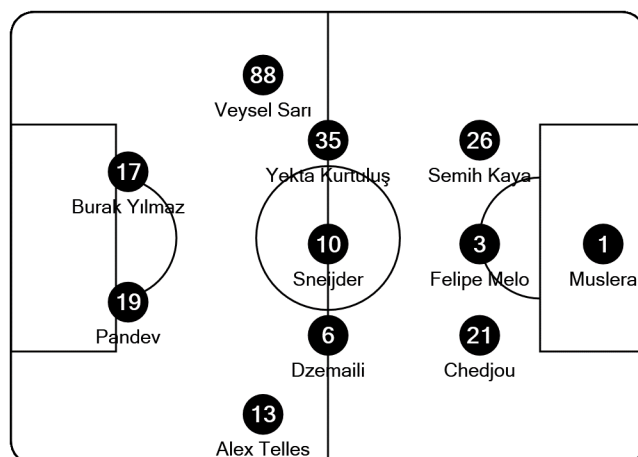 88
Veysel Sarı
35
Yekta Kurtuluş
26
Semih Kaya
17
Burak Yılmaz
10
Sneijder
3
Felipe Melo
1
Muslera
19
Pandev
6
Dzemaili
21
Chedjou
13
Alex Telles